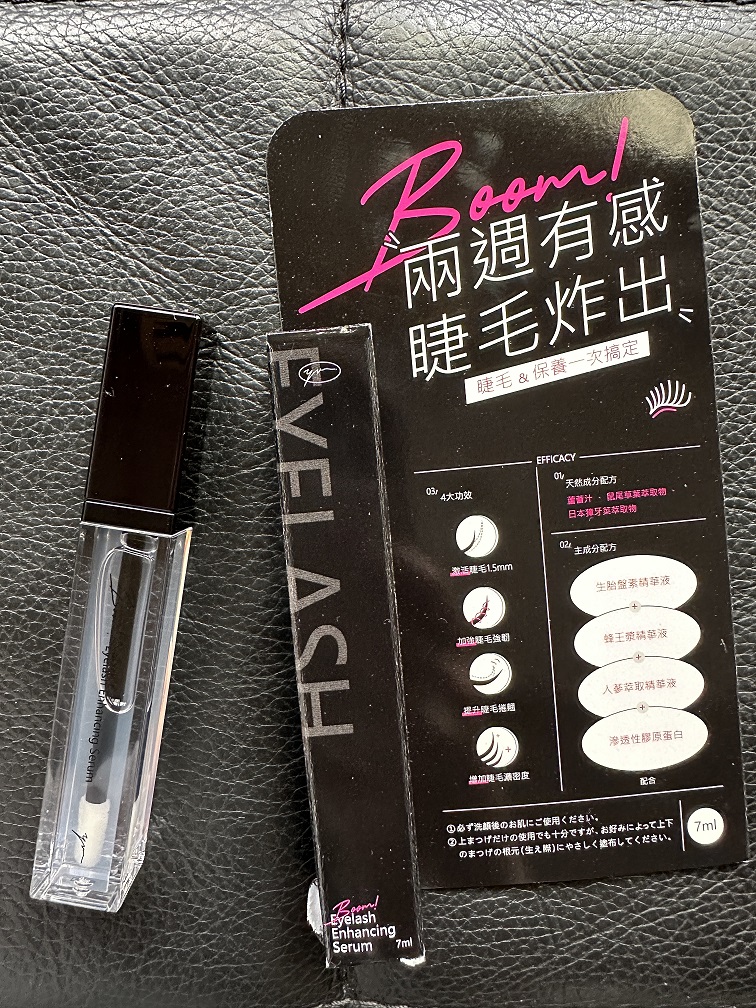 Boom!
兩週有感
睫毛炸出
睫毛 & 保養一次搞定
EFFICACY
03/ 4大功效
激活睫毛1.5mm
加強睫毛強韌
提升睫毛捲翹
增加睫毛濃密度
01/ 天然成分配方
蘆薈汁 · 鼠尾草葉萃取物
日本獐牙菜萃取物
02/ 主成分配方
生胎盤素精華液
+
蜂王漿精華液
+
人蔘萃取精華液
+
滲透性膠原蛋白
配合
①必ず洗顔後のお肌にご使用ください。
②上まつげだけの使用でも十分ですが、お好みによって上下
のまつげの根元(生え際)にやさしく塗布してください。
7ml
EYELASH
Boom!
Eyelash
Enhancing
Serum
7ml
Eyelash Enhancing Serum